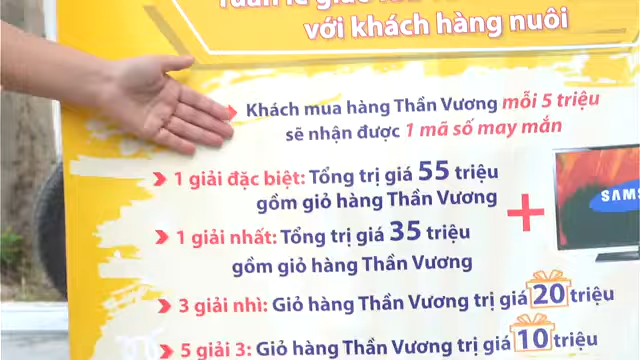 với khách hàng nuôi
Khách mua hàng Thần Vương mỗi 5 triệu
sẽ nhận được 1 mã số may mắn
1 giải đặc biệt: Tổng trị giá 55 triệu
gồm giỏ hàng Thần Vương
1 giải nhất: Tổng trị giá 35 triệu
gồm giỏ hàng Thần Vương
3 giải nhì: Giỏ hàng Thần Vương trị giá 20 triệu
5 giải 3: Giỏ hàng Thần Vương trị giá 10 triệu
SAMS